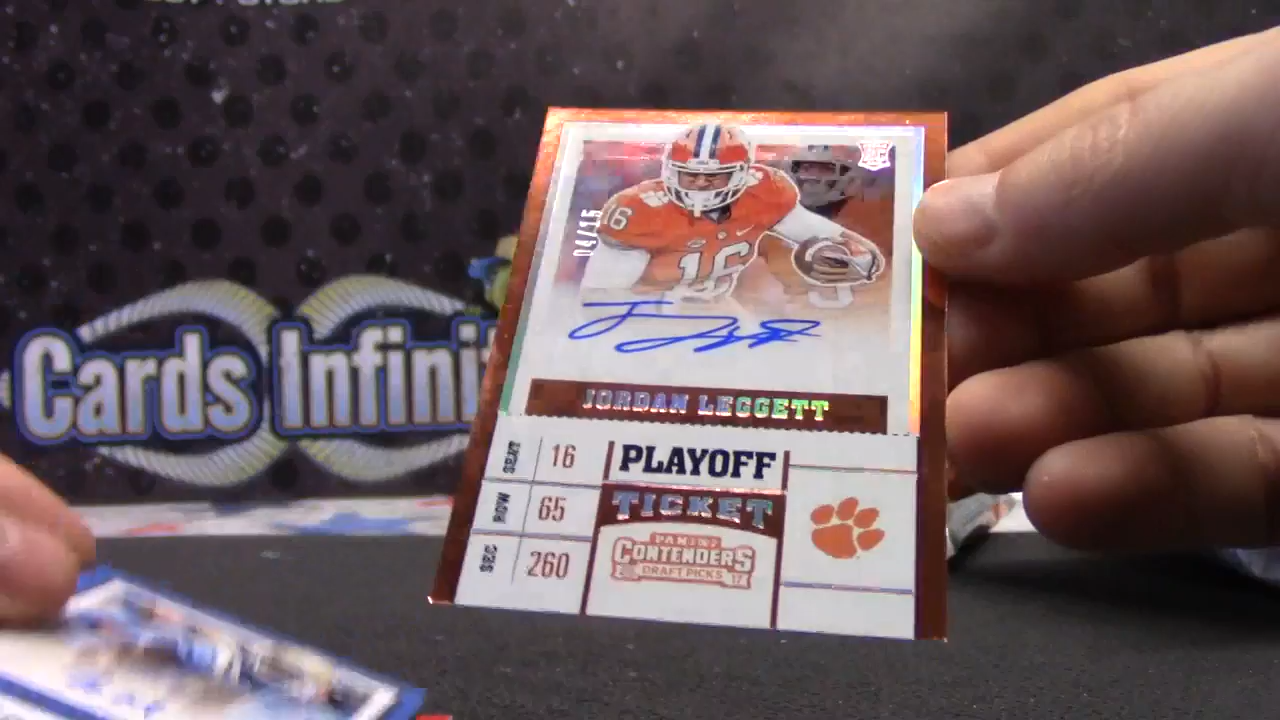 04/15
16
16
JORDAN LEGGETT
SEAT 16
ROW 65
SEC 260
PLAYOFF
TICKET
PANINI
CONTENDERS
20 DRAFT PICKS 17
Cards Infini